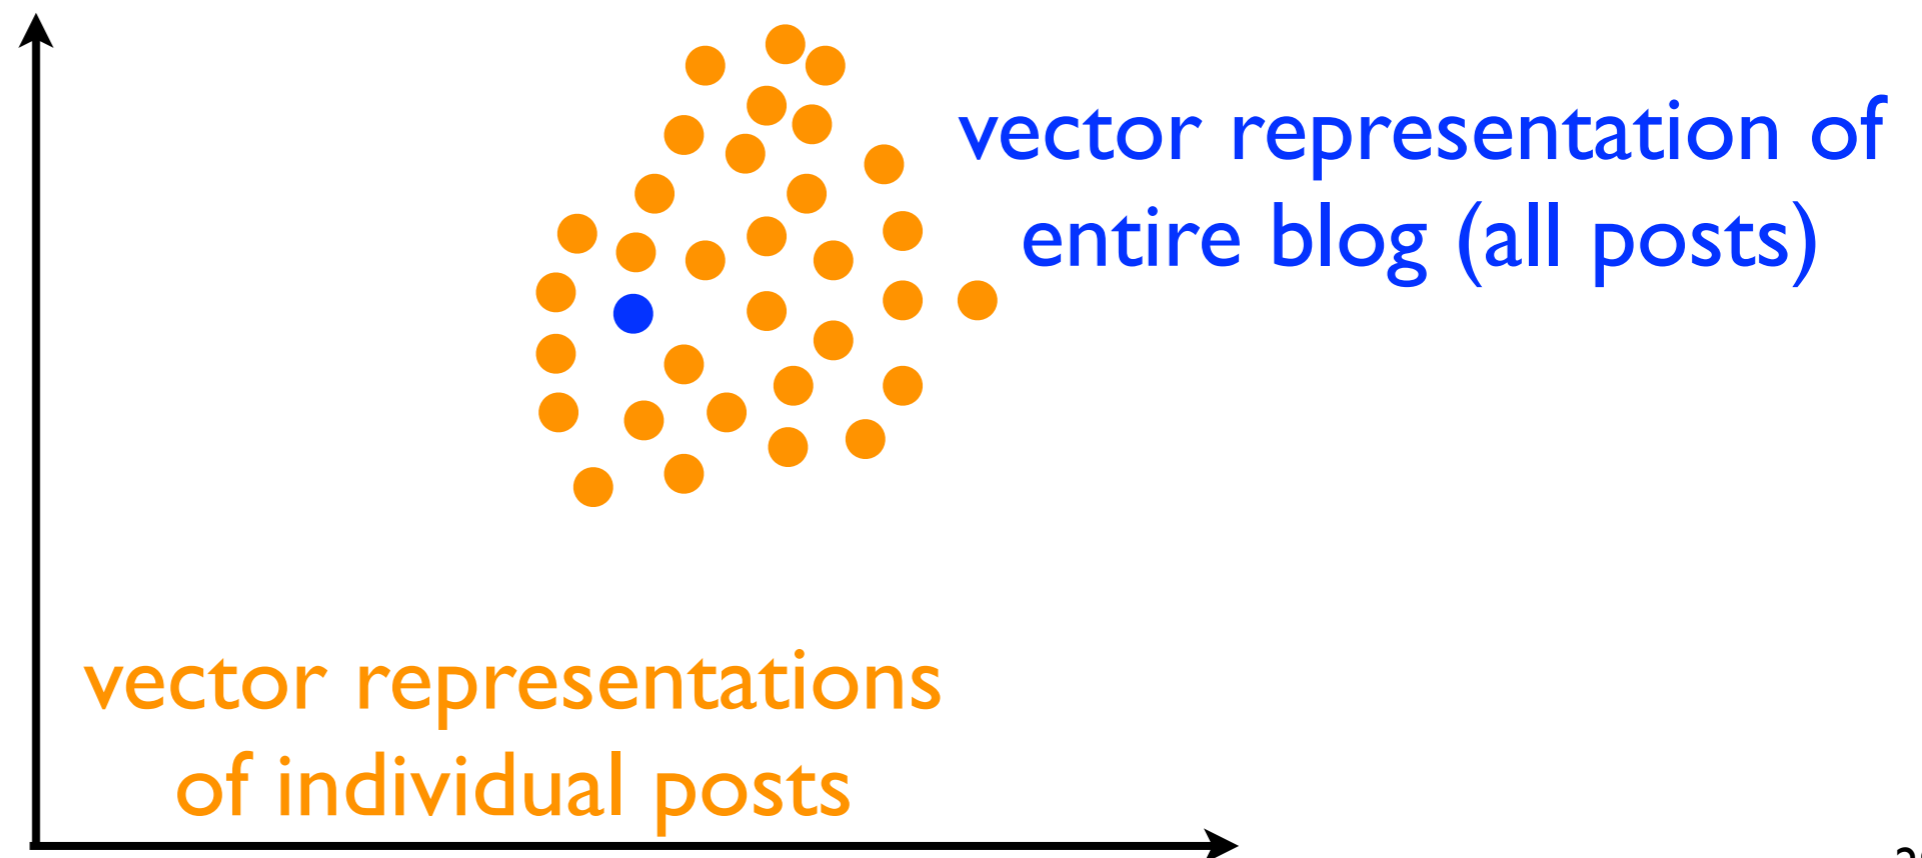 vector representation of
entire blog (all posts)
vector representations
of individual posts